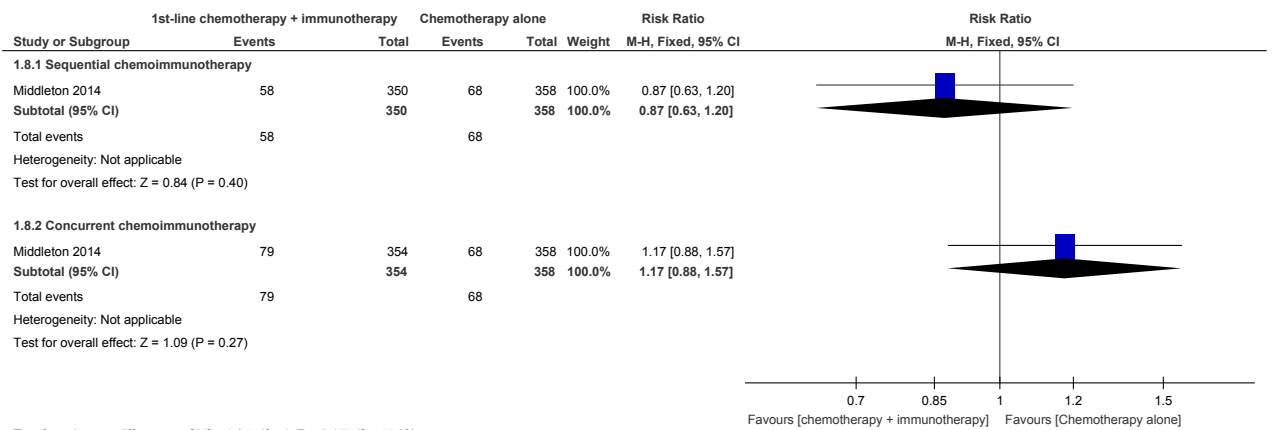 1st-line chemotherapy + immunotherapy Chemotherapy alone Risk Ratio Risk Ratio
Study or Subgroup Events Total Events Total Weight M-H, Fixed, 95% CI M-H, Fixed, 95% CI
1.8.1 Sequential chemoimmunotherapy
Middleton 2014 58 350 68 358 100.0% 0.87 [0.63, 1.20]
Subtotal (95% CI) 350 358 100.0% 0.87 [0.63, 1.20]
Total events 58 68
Heterogeneity: Not applicable
Test for overall effect: Z = 0.84 (P = 0.40)
1.8.2 Concurrent chemoimmunotherapy
Middleton 2014 79 354 68 358 100.0% 1.17 [0.88, 1.57]
Subtotal (95% CI) 354 358 100.0% 1.17 [0.88, 1.57]
Total events 79 68
Heterogeneity: Not applicable
Test for overall effect: Z = 1.09 (P = 0.27)
0.7 0.85 1 1.2 1.5
Favours [chemotherapy + immunotherapy] Favours [Chemotherapy alone]